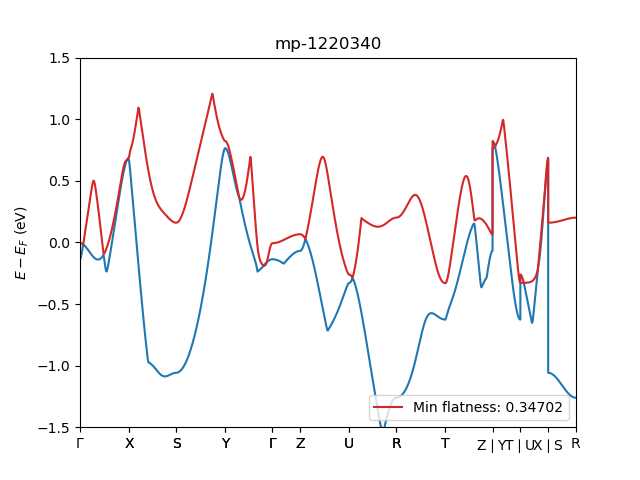 mp-1220340
E − E_F (eV)
1.5
1.0
0.5
0.0
−0.5
−1.0
−1.5
Min flatness: 0.34702
Γ X S Y Γ Z U R T Z | YT | UX | S R